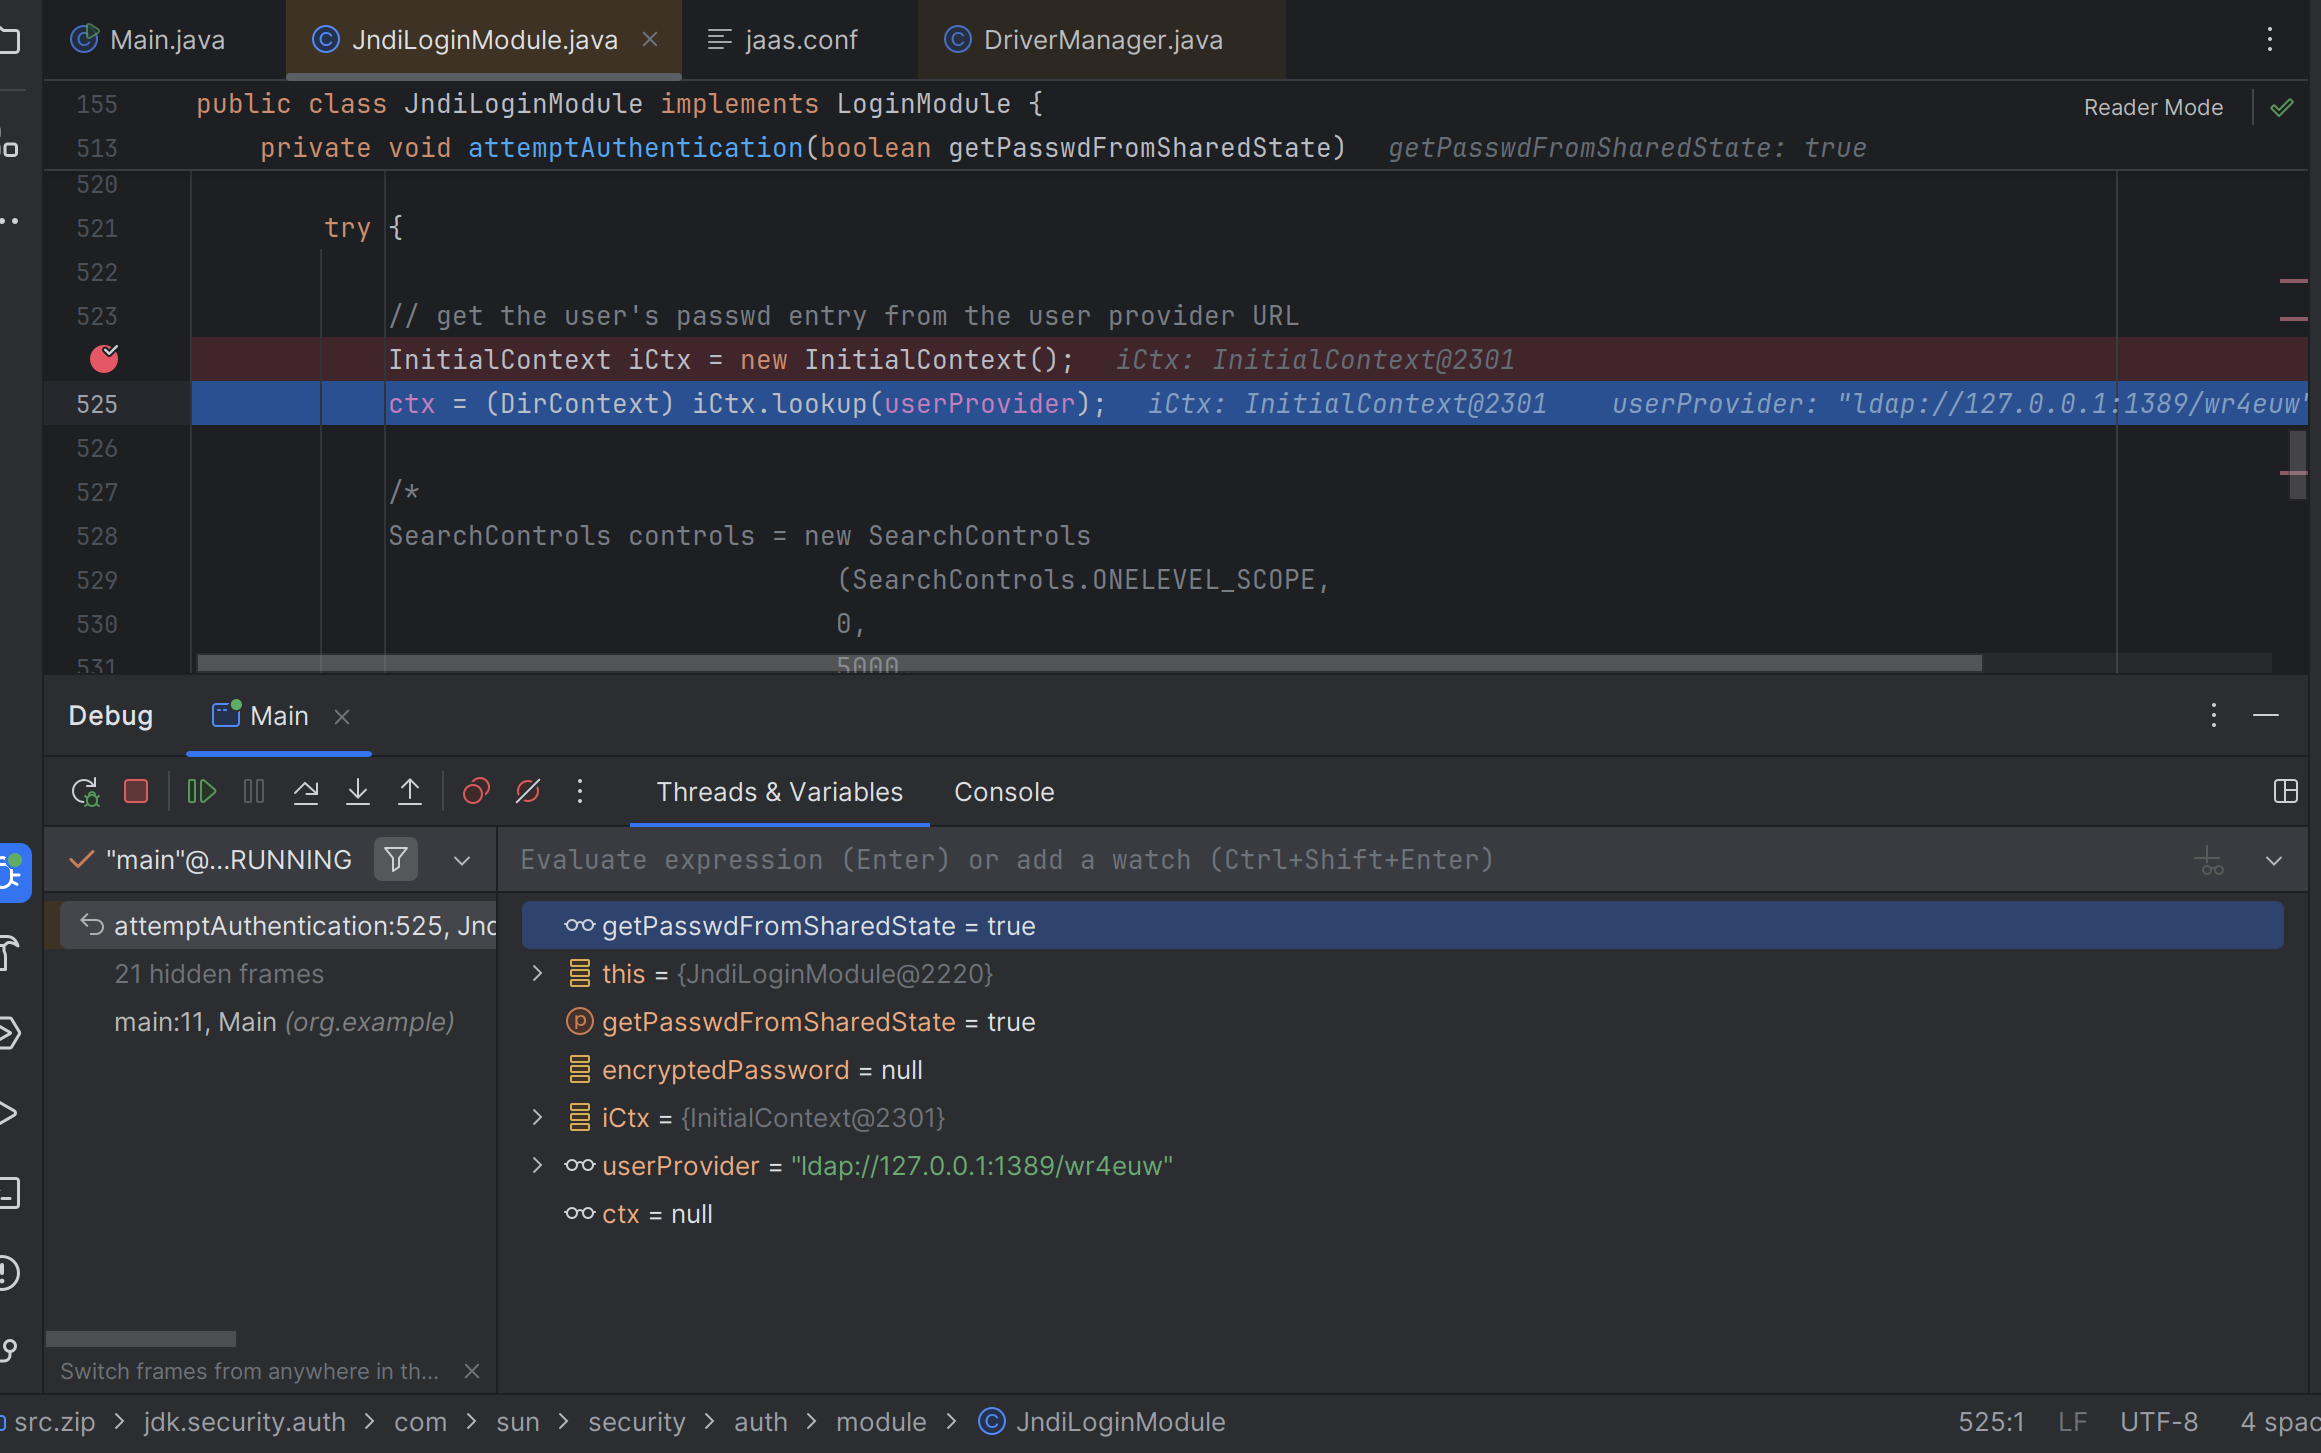 Main.java
JndiLoginModule.java
jaas.conf
DriverManager.java
155 public class JndiLoginModule implements LoginModule {
Reader Mode
513 private void attemptAuthentication(boolean getPasswdFromSharedState) getPasswdFromSharedState: true
520
521 try {
522
523 // get the user's passwd entry from the user provider URL
InitialContext iCtx = new InitialContext(); iCtx: InitialContext@2301
525 ctx = (DirContext) iCtx.lookup(userProvider); iCtx: InitialContext@2301 userProvider: "ldap://127.0.0.1:1389/wr4euw"
526
527 /*
528 SearchControls controls = new SearchControls
529 (SearchControls.ONELEVEL_SCOPE,
530 0,
531 5000
Debug
Main
Threads & Variables
Console
"main"@...RUNNING
Evaluate expression (Enter) or add a watch (Ctrl+Shift+Enter)
attemptAuthentication:525, Jnd
21 hidden frames
main:11, Main (org.example)
getPasswdFromSharedState = true
this = {JndiLoginModule@2220}
getPasswdFromSharedState = true
encryptedPassword = null
iCtx = {InitialContext@2301}
userProvider = "ldap://127.0.0.1:1389/wr4euw"
ctx = null
Switch frames from anywhere in th...
src.zip > jdk.security.auth > com > sun > security > auth > module > JndiLoginModule
525:1 LF UTF-8 4 spac